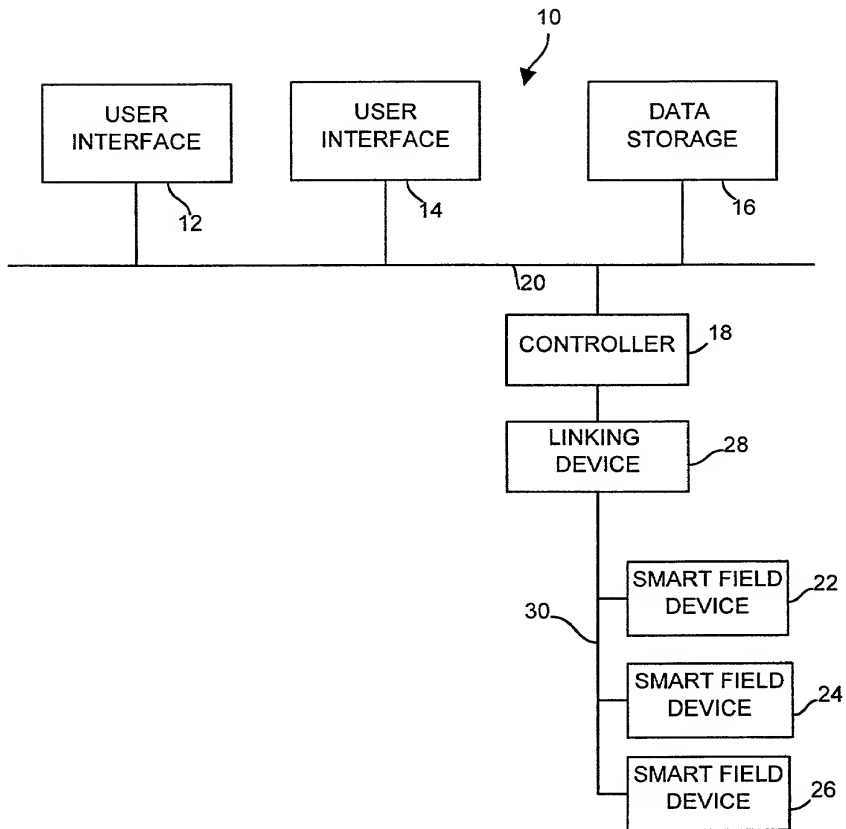 10
USER
INTERFACE
USER
INTERFACE
DATA
STORAGE
12
14
16
20
CONTROLLER
18
LINKING
DEVICE
28
SMART FIELD
DEVICE
22
30
SMART FIELD
DEVICE
24
SMART FIELD
DEVICE
26